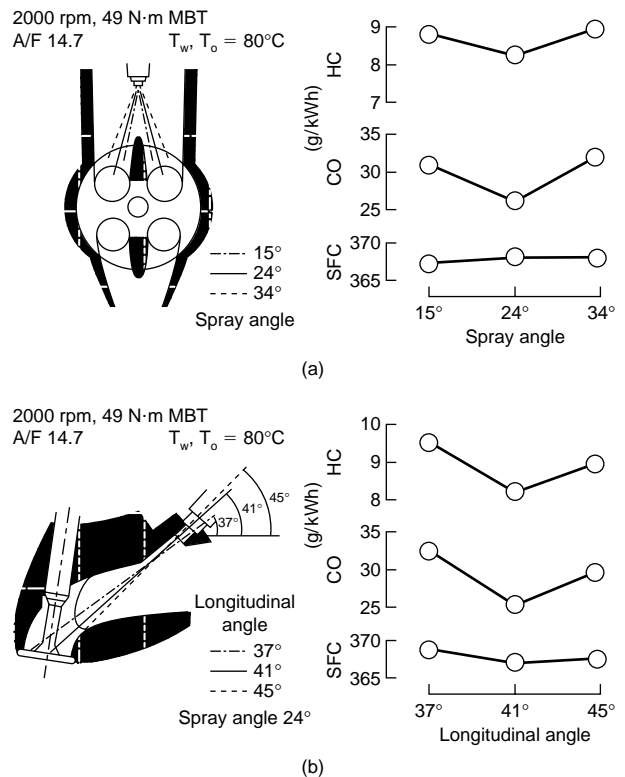 2000 rpm, 49 N·m MBT
A/F 14.7 T_w, T_o = 80°C
15°
24°
34°
Spray angle
(g/kWh)
HC
9
8
7
CO
35
30
25
SFC
370
365
15° 24° 34°
Spray angle
(a)
2000 rpm, 49 N·m MBT
A/F 14.7 T_w, T_o = 80°C
45°
41°
37°
Longitudinal
angle
37°
41°
45°
Spray angle 24°
(g/kWh)
HC
10
9
8
CO
35
30
25
SFC
370
365
37° 41° 45°
Longitudinal angle
(b)